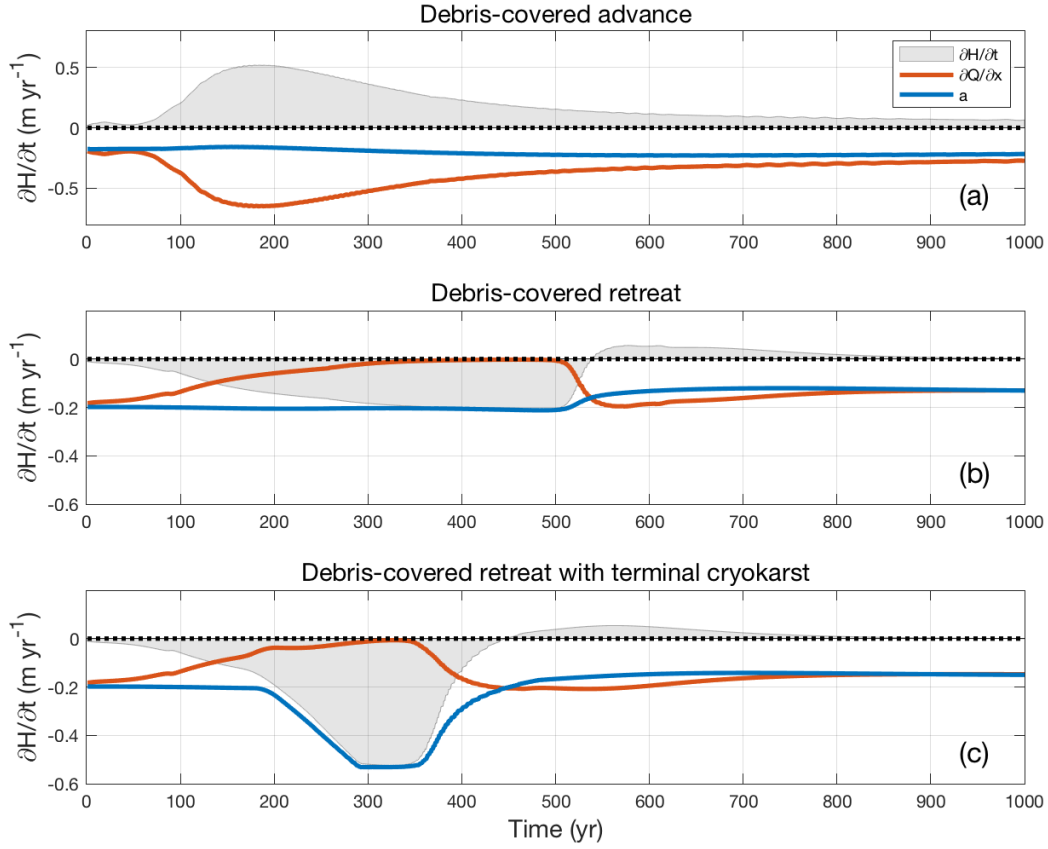 Debris-covered advance
∂H/∂t (m yr⁻¹)
0.5
0
-0.5
∂H/∂t
∂Q/∂x
a
(a)
0 100 200 300 400 500 600 700 800 900 1000
Debris-covered retreat
∂H/∂t (m yr⁻¹)
0
-0.2
-0.4
-0.6
(b)
0 100 200 300 400 500 600 700 800 900 1000
Debris-covered retreat with terminal cryokarst
∂H/∂t (m yr⁻¹)
0
-0.2
-0.4
-0.6
(c)
0 100 200 300 400 500 600 700 800 900 1000
Time (yr)